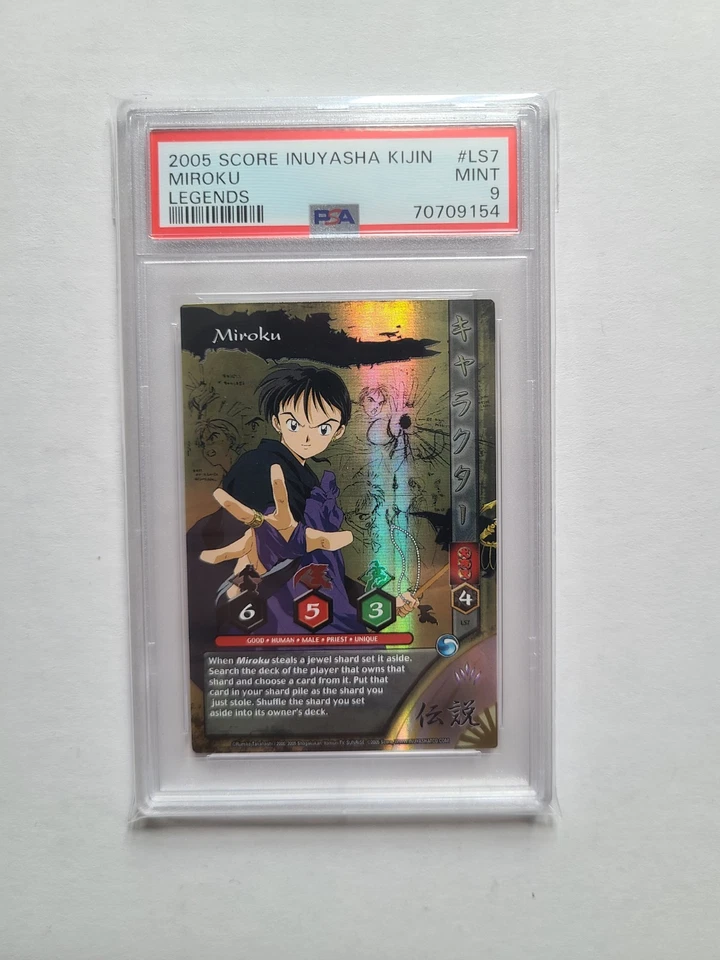 2005 SCORE INUYASHA KIJIN #LS7
MIROKU MINT
LEGENDS 9
PSA 70709154
Miroku
キャラクター
6 5 3 4
LS7
GOOD • HUMAN • MALE • PRIEST • UNIQUE
When Miroku steals a jewel shard set it aside.
Search the deck of the player that owns that
shard and choose a card from it. Put that
card in your shard pile as the shard you
just stole. Shuffle the shard you set
aside into its owner's deck.
伝説